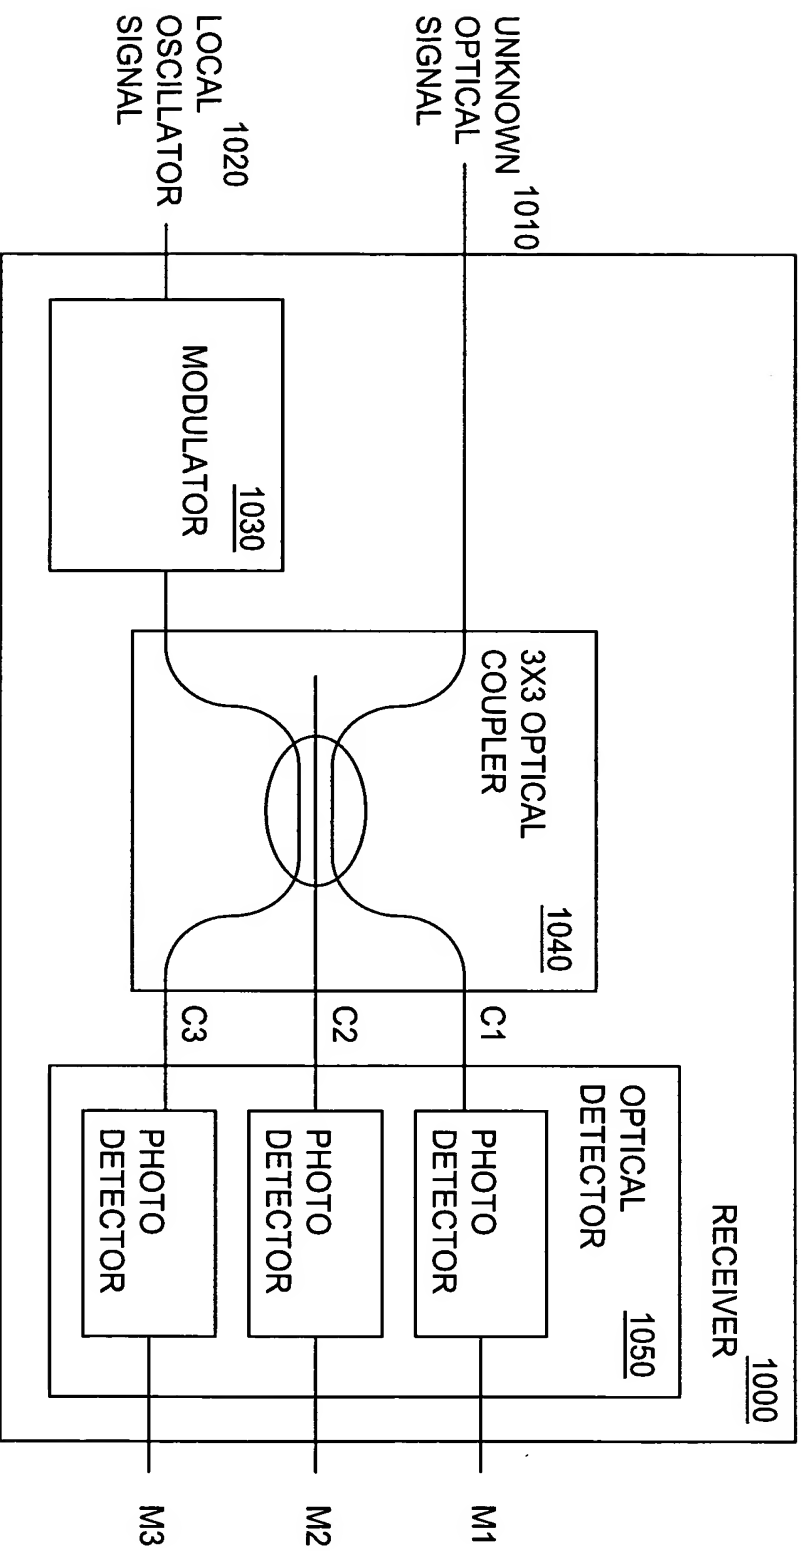 RECEIVER
1000
UNKNOWN
OPTICAL
SIGNAL
1010
LOCAL
OSCILLATOR
SIGNAL
1020
1030
MODULATOR
3X3 OPTICAL
COUPLER
1040
C1
C2
C3
OPTICAL
DETECTOR
1050
PHOTO
DETECTOR
PHOTO
DETECTOR
PHOTO
DETECTOR
M1
M2
M3